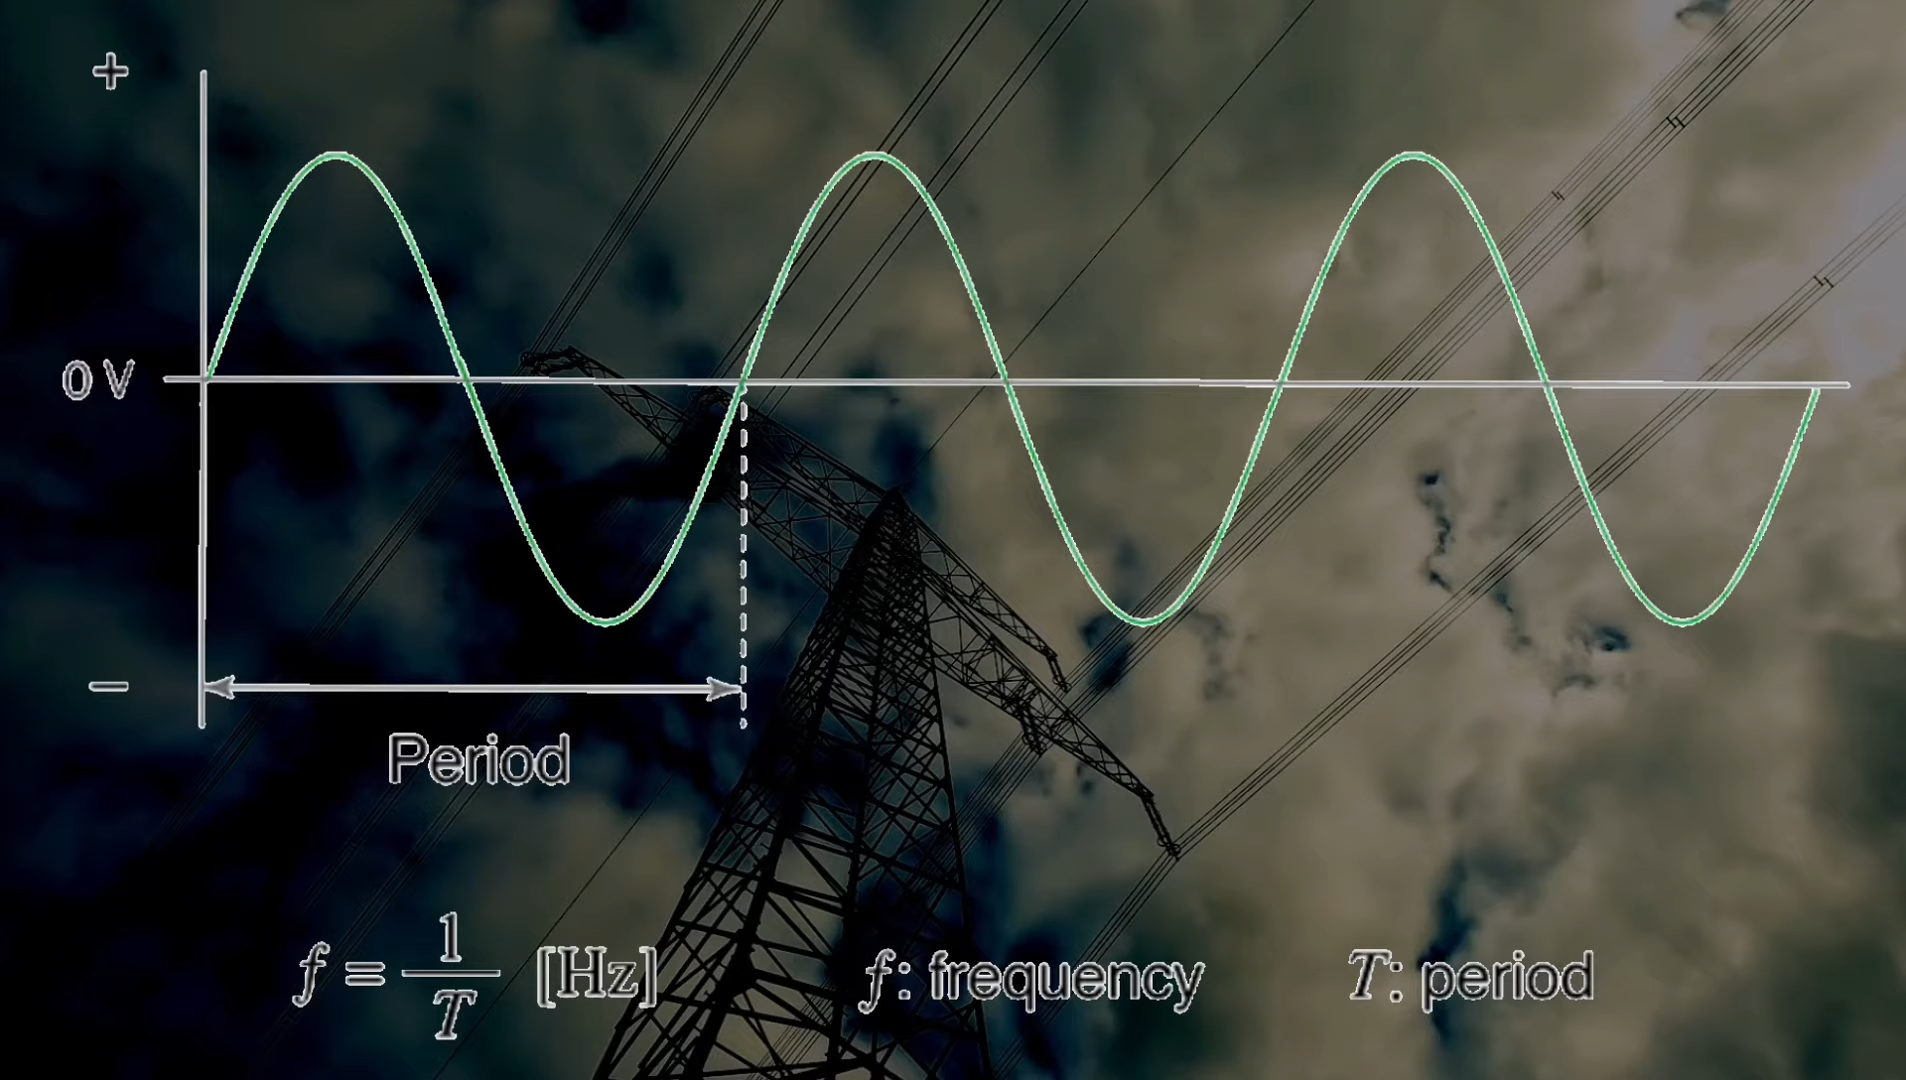 +
0 V
−
Period
f = 1/T [Hz]
f: frequency
T: period